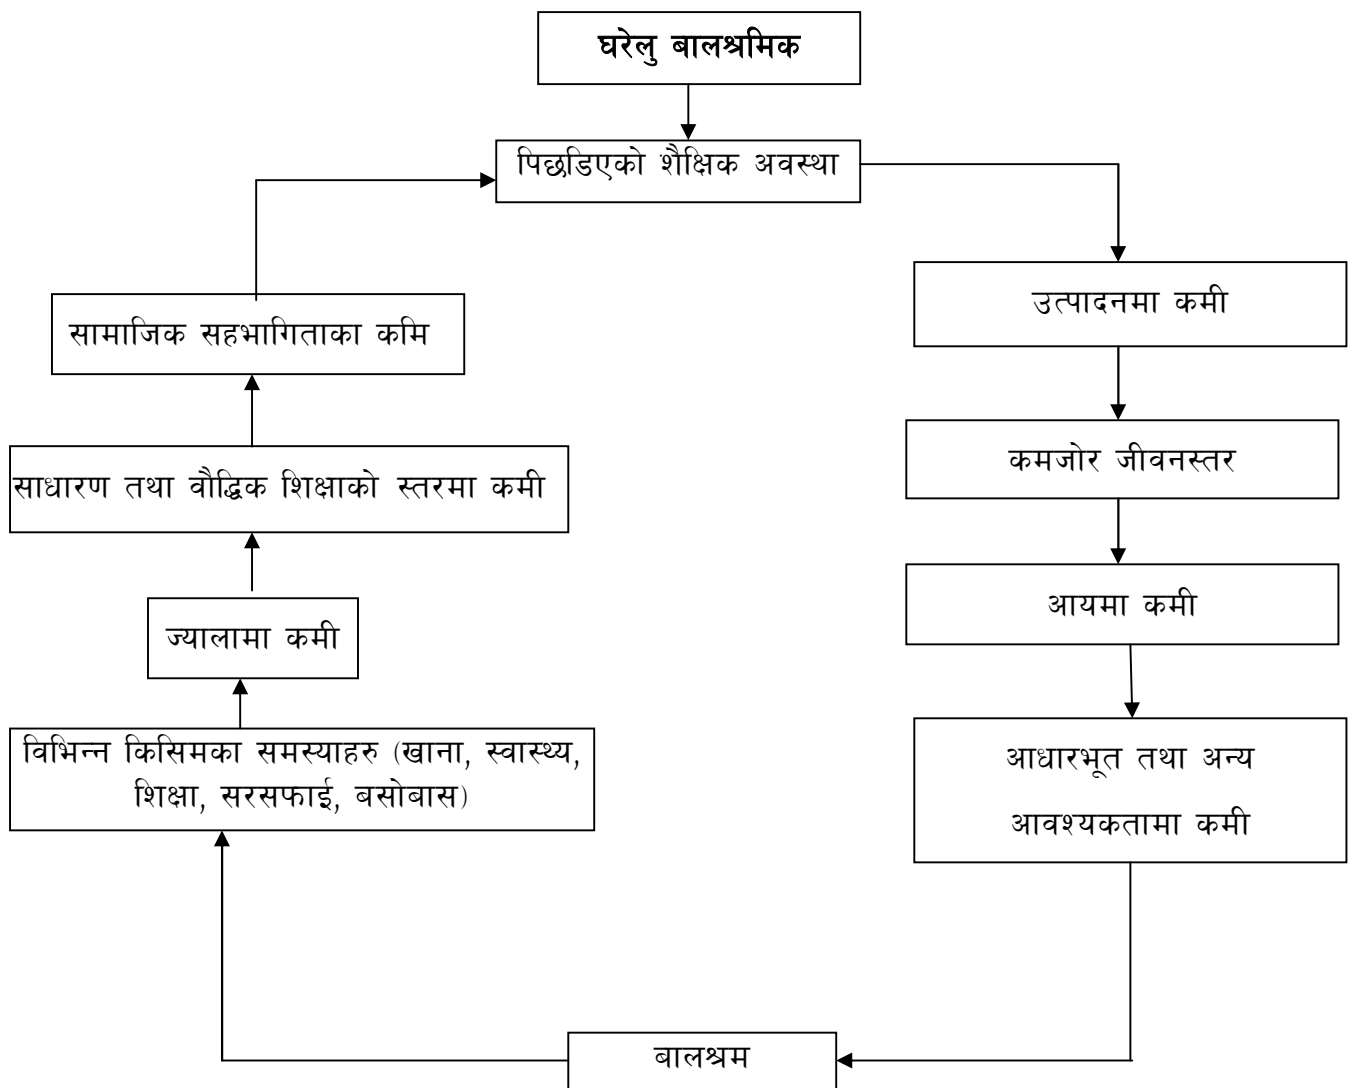 घरेलु बालश्रमिक
पिछडिएको शैक्षिक अवस्था
उत्पादनमा कमी
सामाजिक सहभागिताका कमि
कमजोर जीवनस्तर
साधारण तथा वौद्धिक शिक्षाको स्तरमा कमी
आयमा कमी
ज्यालामा कमी
विभिन्न किसिमका समस्याहरु (खाना, स्वास्थ्य,
शिक्षा, सरसफाई, बसोबास)
आधारभूत तथा अन्य
आवश्यकतामा कमी
बालश्रम